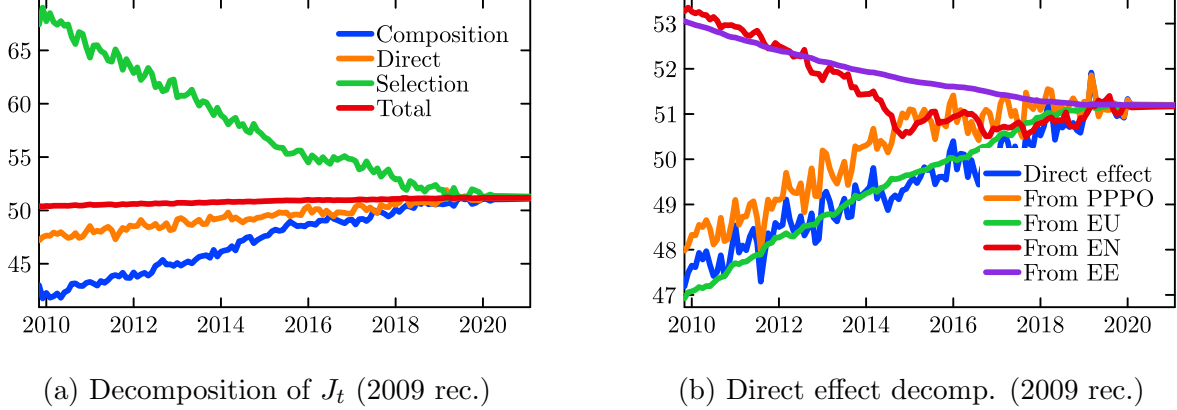 65
60
55
50
45
2010 2012 2014 2016 2018 2020
Composition
Direct
Selection
Total
(a) Decomposition of J_t (2009 rec.)
53
52
51
50
49
48
47
2010 2012 2014 2016 2018 2020
Direct effect
From PPPO
From EU
From EN
From EE
(b) Direct effect decomp. (2009 rec.)